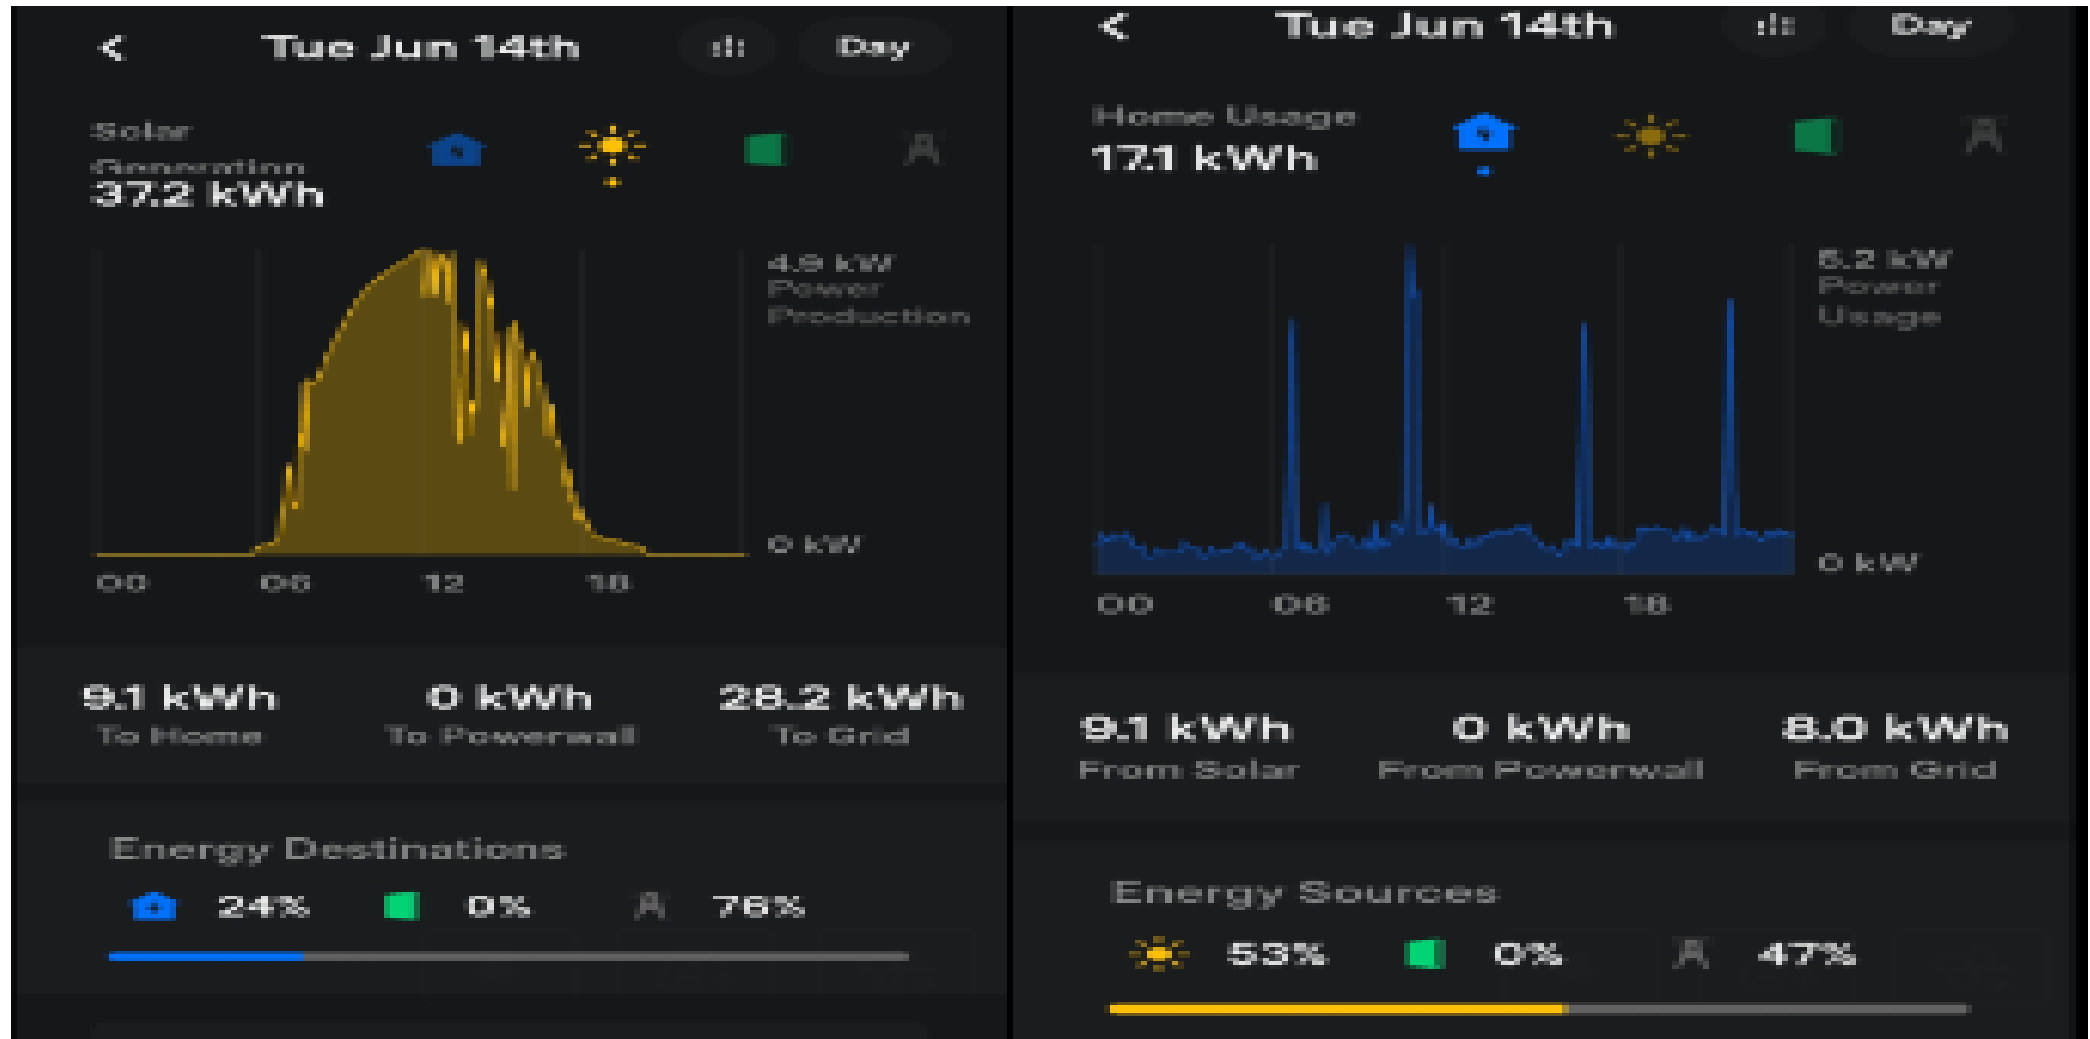 Tue Jun 14th
Day
Solar
Generation
37.2 kWh
4.9 kW
Power
Production
0 kW
00 06 12 18
9.1 kWh 0 kWh 28.2 kWh
To Home To Powerwall To Grid
Energy Destinations
24% 0% 76%
Tue Jun 14th
Day
Home Usage
17.1 kWh
5.2 kW
Power
Usage
0 kW
00 06 12 18
9.1 kWh 0 kWh 8.0 kWh
From Solar From Powerwall From Grid
Energy Sources
53% 0% 47%